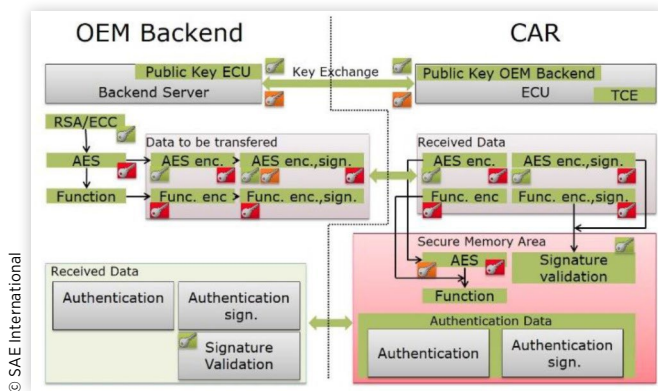 OEM Backend
CAR
Public Key ECU
Backend Server
Key Exchange
Public Key OEM Backend
ECU
TCE
RSA/ECC
AES
Function
Data to be transfered
AES enc.
AES enc.,sign.
Func. enc
Func. enc.,sign.
Received Data
AES enc.
AES enc.,sign.
Func. enc
Func. enc.,sign.
Secure Memory Area
AES
Function
Signature
validation
Received Data
Authentication
Authentication
sign.
Signature
Validation
Authentication Data
Authentication
Authentication
sign.
© SAE International